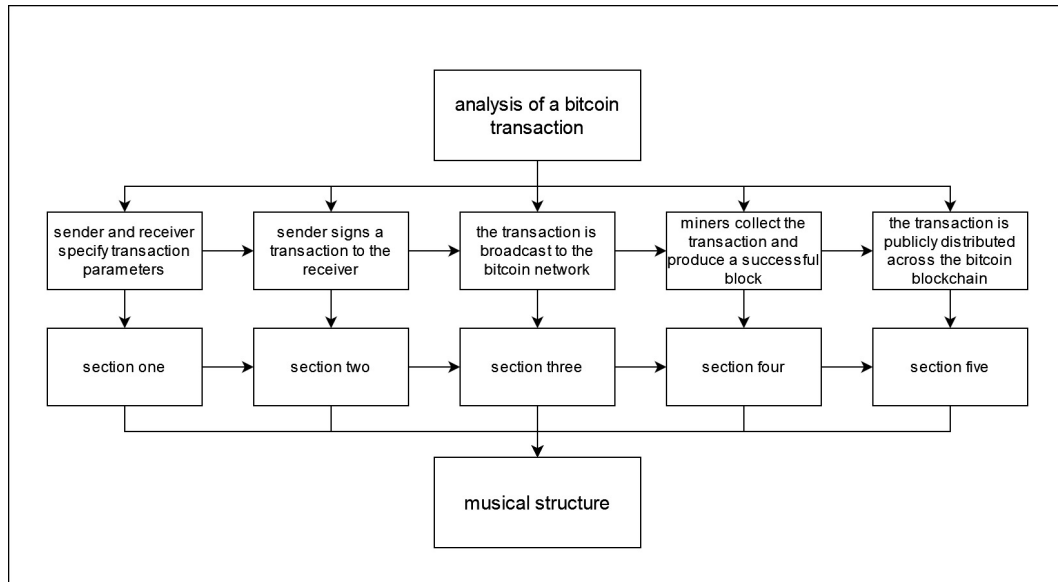 analysis of a bitcoin
transaction
sender and receiver
specify transaction
parameters
sender signs a
transaction to the
receiver
the transaction is
broadcast to the
bitcoin network
miners collect the
transaction and
produce a successful
block
the transaction is
publicly distributed
across the bitcoin
blockchain
section one
section two
section three
section four
section five
musical structure